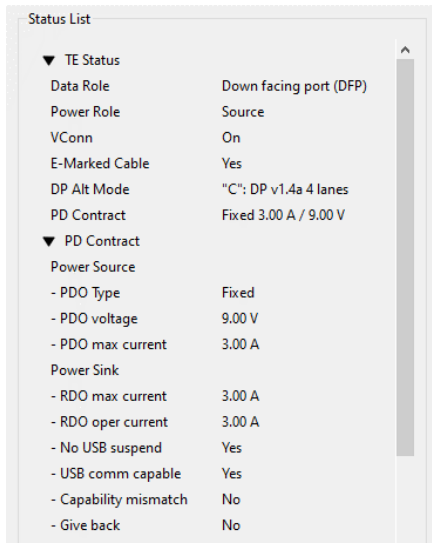 Status List
▼ TE Status
Data Role Down facing port (DFP)
Power Role Source
VConn On
E-Marked Cable Yes
DP Alt Mode "C": DP v1.4a 4 lanes
PD Contract Fixed 3.00 A / 9.00 V
▼ PD Contract
Power Source
- PDO Type Fixed
- PDO voltage 9.00 V
- PDO max current 3.00 A
Power Sink
- RDO max current 3.00 A
- RDO oper current 3.00 A
- No USB suspend Yes
- USB comm capable Yes
- Capability mismatch No
- Give back No